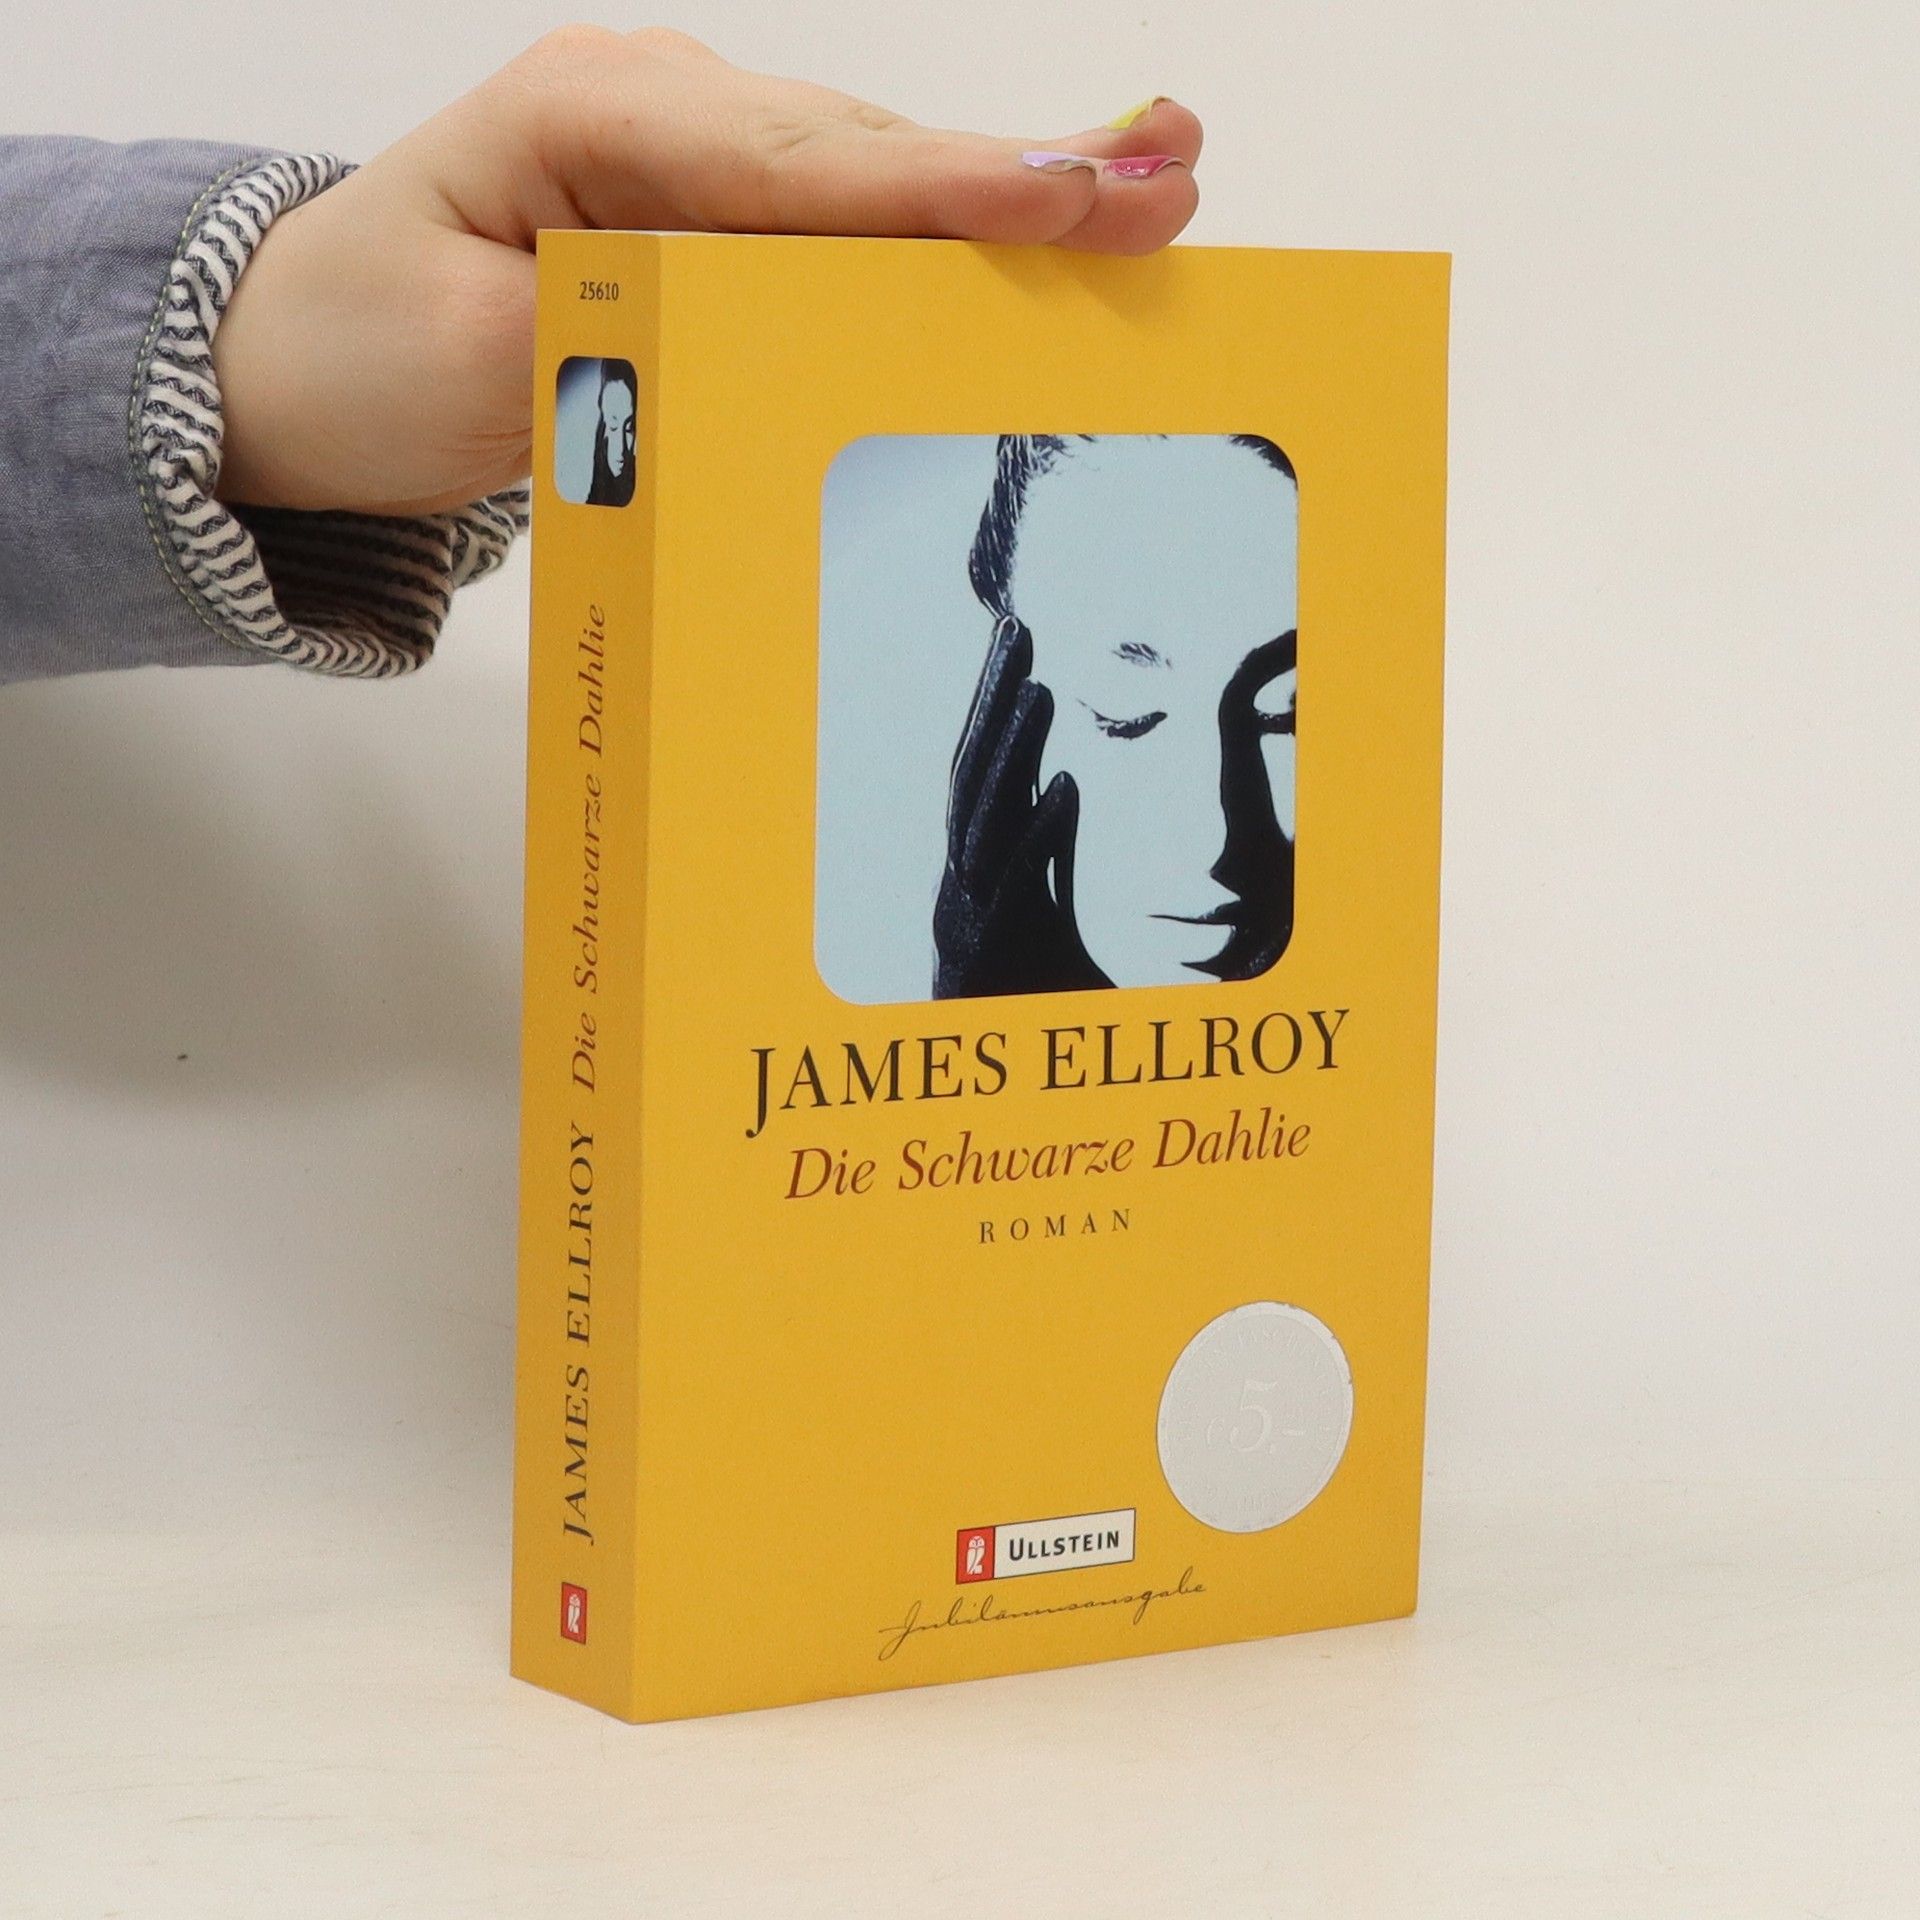 25610
JAMES ELLROY Die Schwarze Dahlie
JAMES ELLROY
Die Schwarze Dahlie
ROMAN
€ 5,–
ULLSTEIN
Jubiläumsausgabe